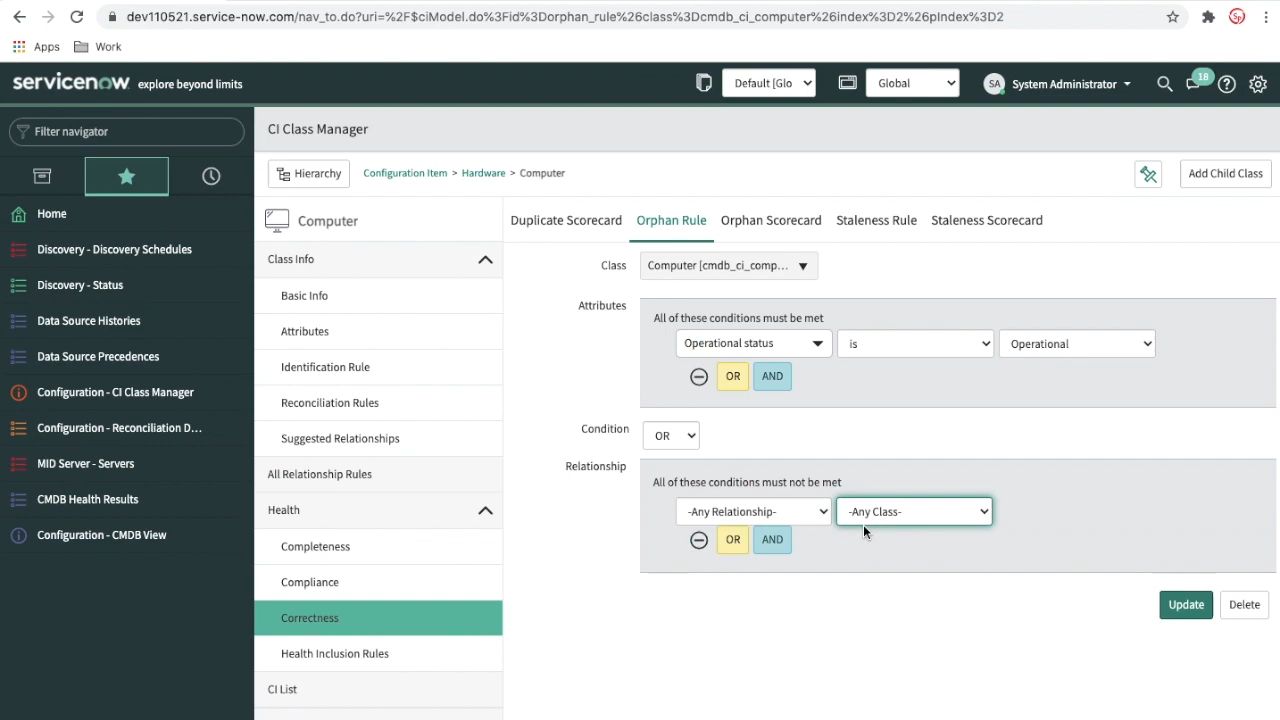 dev110521.service-now.com/nav_to.do?uri=%2F$ciModel.do%3Fid%3Dorphan_rule%26class%3Dcmdb_ci_computer%26index%3D2%26pIndex%3D2
Sp
Apps
Work
servicenow explore beyond limits
Default [Glo
Global
SA
System Administrator
18
Filter navigator
Home
Discovery - Discovery Schedules
Discovery - Status
Data Source Histories
Data Source Precedences
Configuration - CI Class Manager
Configuration - Reconciliation D...
MID Server - Servers
CMDB Health Results
Configuration - CMDB View
CI Class Manager
Hierarchy
Configuration Item > Hardware > Computer
Add Child Class
Computer
Class Info
Basic Info
Attributes
Identification Rule
Reconciliation Rules
Suggested Relationships
All Relationship Rules
Health
Completeness
Compliance
Correctness
Health Inclusion Rules
CI List
Duplicate Scorecard
Orphan Rule
Orphan Scorecard
Staleness Rule
Staleness Scorecard
Class
Computer [cmdb_ci_comp...
Attributes
All of these conditions must be met
Operational status
is
Operational
OR
AND
Condition
OR
Relationship
All of these conditions must not be met
-Any Relationship-
-Any Class-
OR
AND
Update
Delete